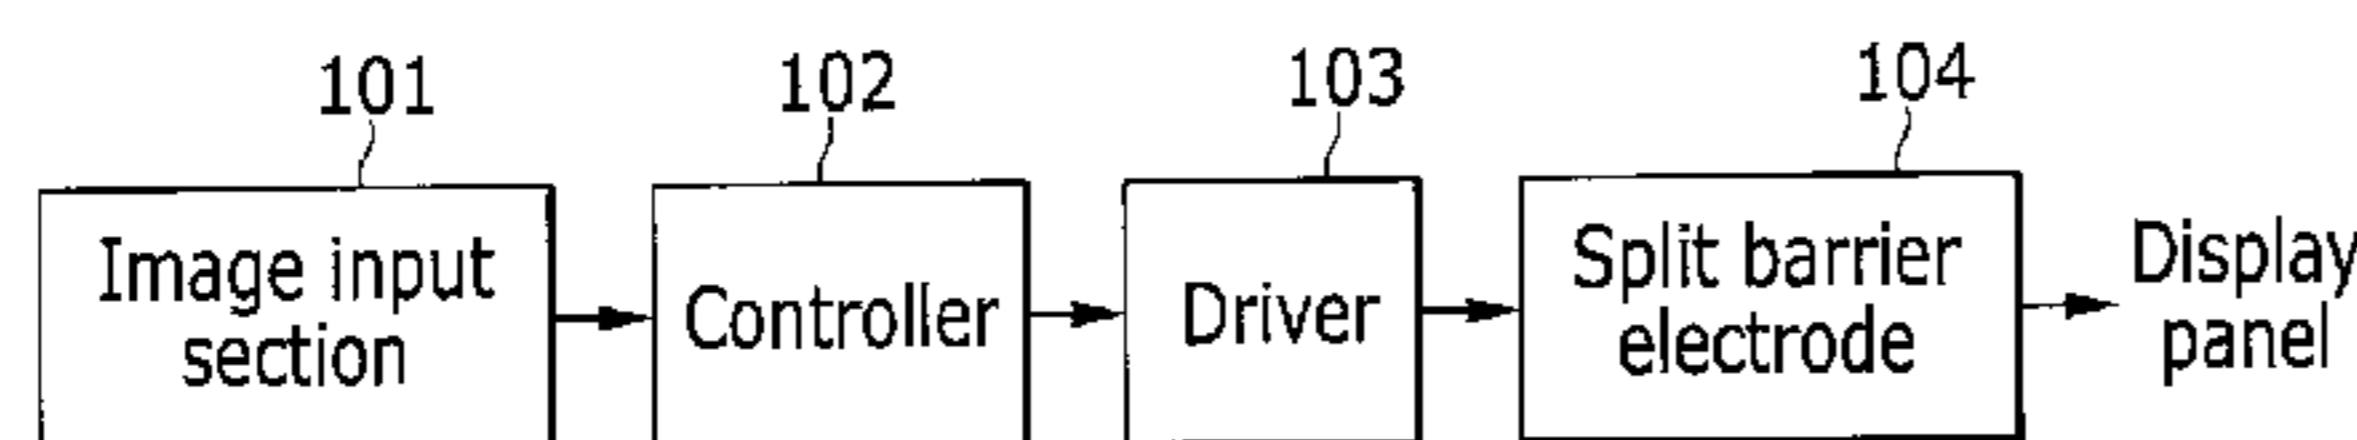 101
102
103
104
Image input
section
Controller
Driver
Split barrier
electrode
Display
panel